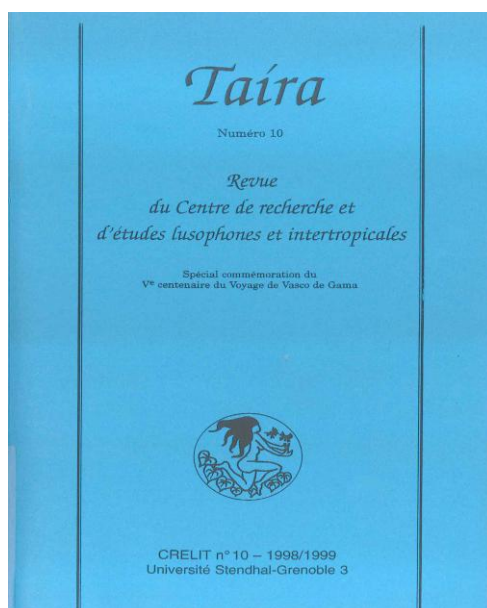 Taíra
Numéro 10
Revue
du Centre de recherche et
d'études lusophones et intertropicales
Spécial commémoration du
Vᵉ centenaire du Voyage de Vasco de Gama
CRELIT n° 10 – 1998/1999
Université Stendhal-Grenoble 3